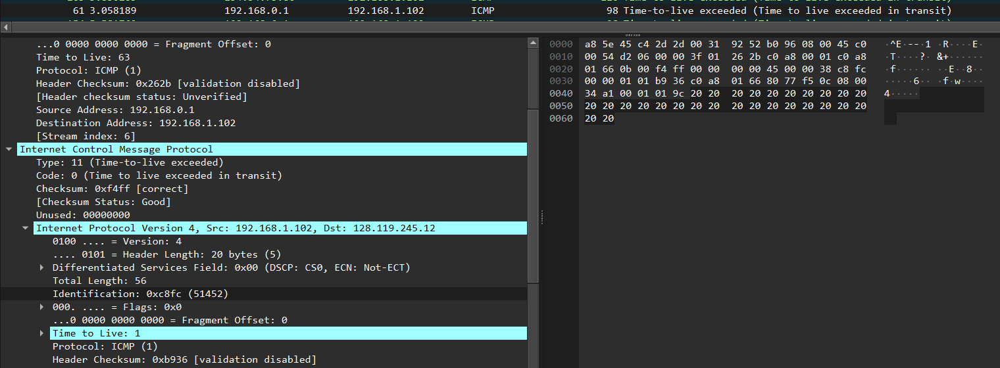 61 3.058189 192.168.0.1 192.168.1.102 ICMP 98 Time-to-live exceeded (Time to live exceeded in transit)
...0 0000 0000 0000 = Fragment Offset: 0
Time to Live: 63
Protocol: ICMP (1)
Header Checksum: 0x262b [validation disabled]
[Header checksum status: Unverified]
Source Address: 192.168.0.1
Destination Address: 192.168.1.102
[Stream index: 6]
Internet Control Message Protocol
Type: 11 (Time-to-live exceeded)
Code: 0 (Time to live exceeded in transit)
Checksum: 0xf4ff [correct]
[Checksum Status: Good]
Unused: 00000000
Internet Protocol Version 4, Src: 192.168.1.102, Dst: 128.119.245.12
0100 .... = Version: 4
.... 0101 = Header Length: 20 bytes (5)
Differentiated Services Field: 0x00 (DSCP: CS0, ECN: Not-ECT)
Total Length: 56
Identification: 0xc8fc (51452)
000. .... = Flags: 0x0
...0 0000 0000 0000 = Fragment Offset: 0
Time to Live: 1
Protocol: ICMP (1)
Header Checksum: 0xb936 [validation disabled]
0000 a8 5e 45 c4 2d 2d 00 31 92 52 b0 96 08 00 45 c0 ·^E·--·1 ·R····E·
0010 00 54 d2 06 00 00 3f 01 26 2b c0 a8 00 01 c0 a8 ·T····?· &+······
0020 01 66 0b 00 f4 ff 00 00 00 00 45 00 00 38 c8 fc ·f······ ··E··8··
0030 00 00 01 01 b9 36 c0 a8 01 66 80 77 f5 0c 08 00 ·····6·· ·f·w····
0040 34 a1 00 01 01 9c 20 20 20 20 20 20 20 20 20 20 4·····
0050 20 20 20 20 20 20 20 20 20 20 20 20 20 20 20 20
0060 20 20